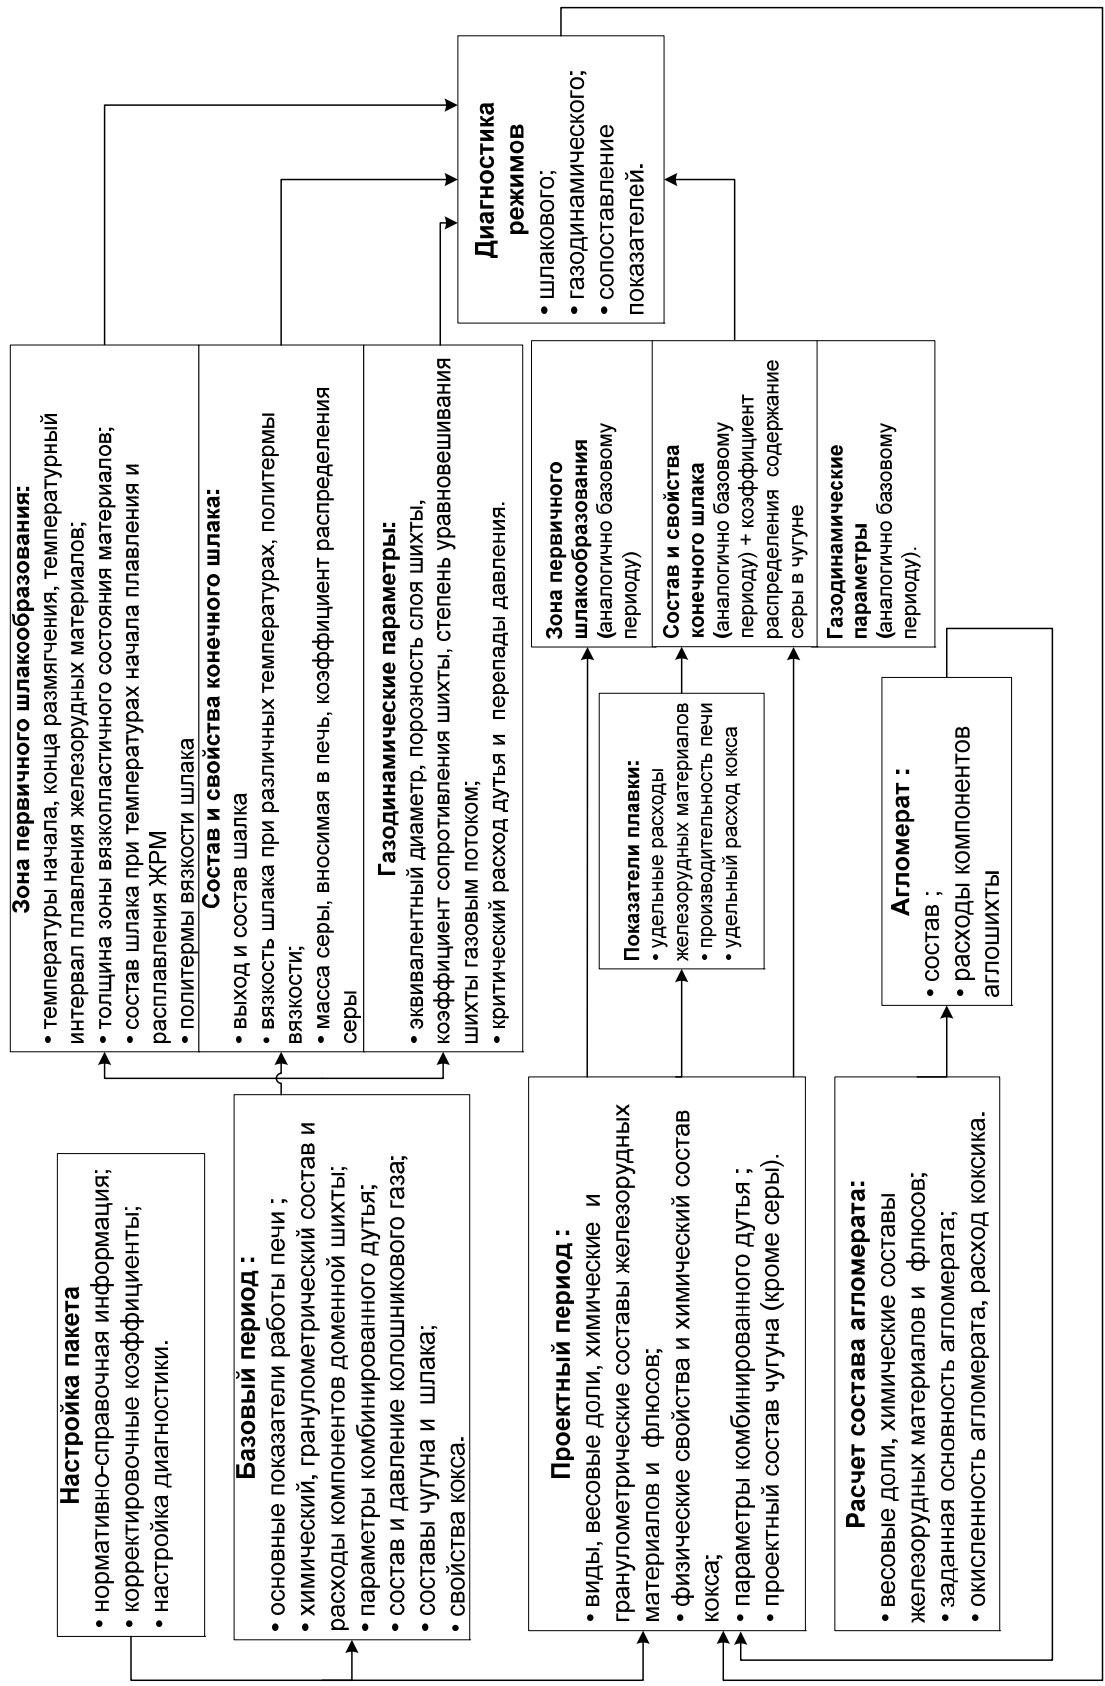 Настройка пакета
• нормативно-справочная информация;
• корректировочные коэффициенты;
• настройка диагностики.
Базовый период :
• основные показатели работы печи ;
• химический, гранулометрический состав и
расходы компонентов доменной шихты;
• параметры комбинированного дутья;
• состав и давление колошникового газа;
• составы чугуна и шлака;
• свойства кокса.
Проектный период :
• виды, весовые доли, химические и
гранулометрические составы железорудных
материалов и флюсов;
• физические свойства и химический состав
кокса;
• параметры комбинированного дутья ;
• проектный состав чугуна (кроме серы).
Расчет состава агломерата:
• весовые доли, химические составы
железорудных материалов и флюсов;
• заданная основность агломерата;
• окисленность агломерата, расход коксика.
Зона первичного шлакообразования:
• температуры начала, конца размягчения, температурный
интервал плавления железорудных материалов;
• толщина зоны вязкопластичного состояния материалов;
• состав шлака при температурах начала плавления и
расплавления ЖРМ
• политермы вязкости шлака
Состав и свойства конечного шлака:
• выход и состав шалка
• вязкость шлака при различных температурах, политермы
вязкости;
• масса серы, вносимая в печь, коэффициент распределения
серы
Газодинамические параметры:
• эквивалентный диаметр, порозность слоя шихты,
коэффициент сопротивления шихты, степень уравновешивания
шихты газовым потоком;
• критический расход дутья и перепады давления.
Показатели плавки:
• удельные расходы
железорудных материалов
• производительность печи
• удельный расход кокса
Агломерат :
• состав ;
• расходы компонентов
аглошихты
Зона первичного
шлакообразования
(аналогично базовому
периоду)
Состав и свойства
конечного шлака
(аналогично базовому
периоду) + коэффициент
распределения содержание
серы в чугуне
Газодинамические
параметры
(аналогично базовому
периоду).
Диагностика
режимов
• шлакового;
• газодинамического;
• сопоставление
показателей.